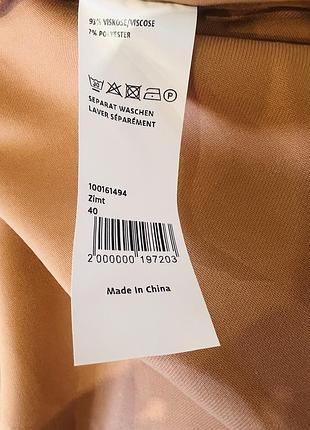 93% VISKOSE/VISCOSE
7% POLYESTER
P
SEPARAT WASCHEN
LAVER SÉPARÉMENT
100161494
Zimt
40
2 000000 197203
Made in China